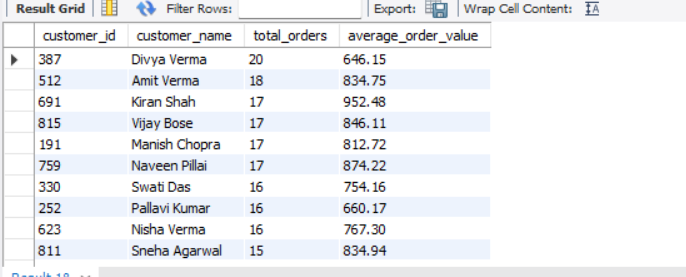 Result Grid Filter Rows: Export: Wrap Cell Content: IA
customer_id customer_name total_orders average_order_value
387 Divya Verma 20 646.15
512 Amit Verma 18 834.75
691 Kiran Shah 17 952.48
815 Vijay Bose 17 846.11
191 Manish Chopra 17 812.72
759 Naveen Pillai 17 874.22
330 Swati Das 16 754.16
252 Pallavi Kumar 16 660.17
623 Nisha Verma 16 767.30
811 Sneha Agarwal 15 834.94
Result 18